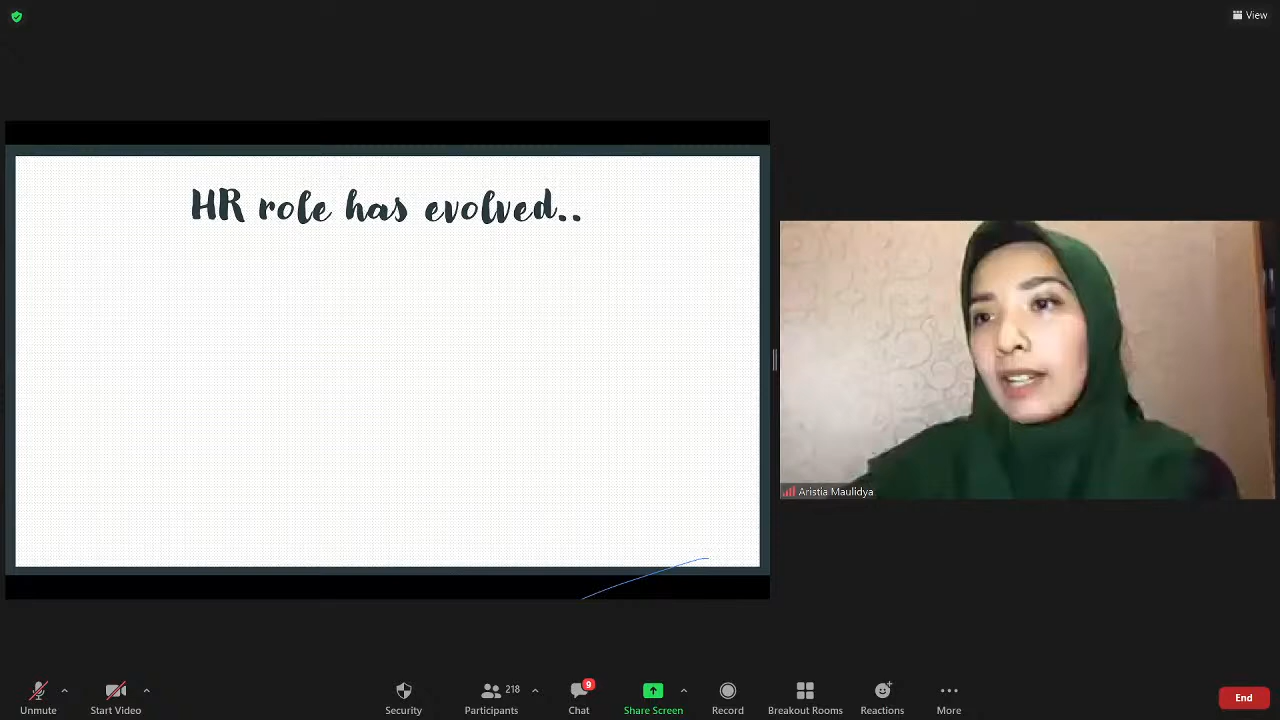 View
HR role has evolved..
Aristia Maulidya
Unmute
Start Video
Security
218
Participants
9
Chat
Share Screen
Record
Breakout Rooms
Reactions
More
End